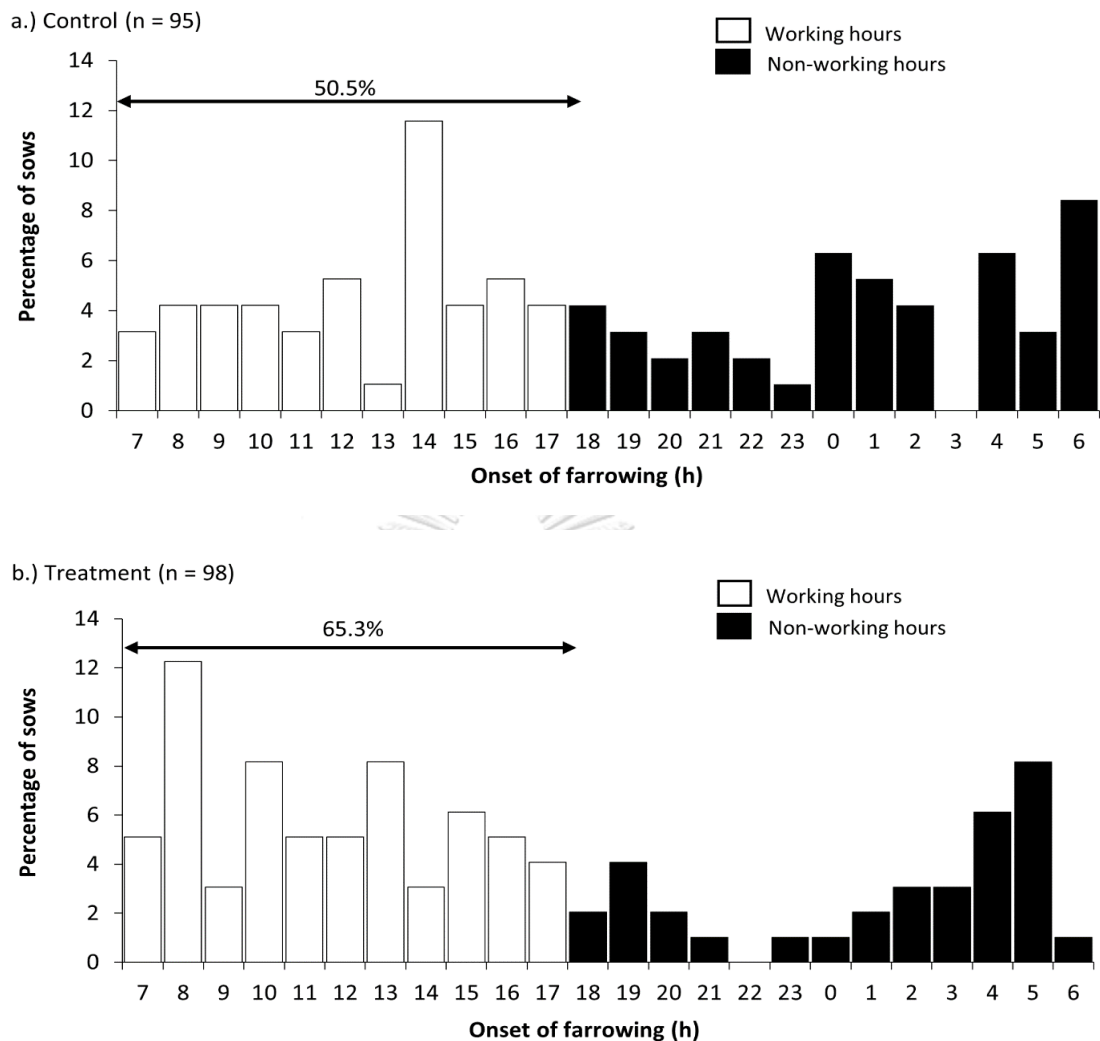 a.) Control (n = 95)
Working hours
Non-working hours
14
12
10
8
6
4
2
0
Percentage of sows
50.5%
7 8 9 10 11 12 13 14 15 16 17 18 19 20 21 22 23 0 1 2 3 4 5 6
Onset of farrowing (h)
b.) Treatment (n = 98)
Working hours
Non-working hours
14
12
10
8
6
4
2
0
Percentage of sows
65.3%
7 8 9 10 11 12 13 14 15 16 17 18 19 20 21 22 23 0 1 2 3 4 5 6
Onset of farrowing (h)